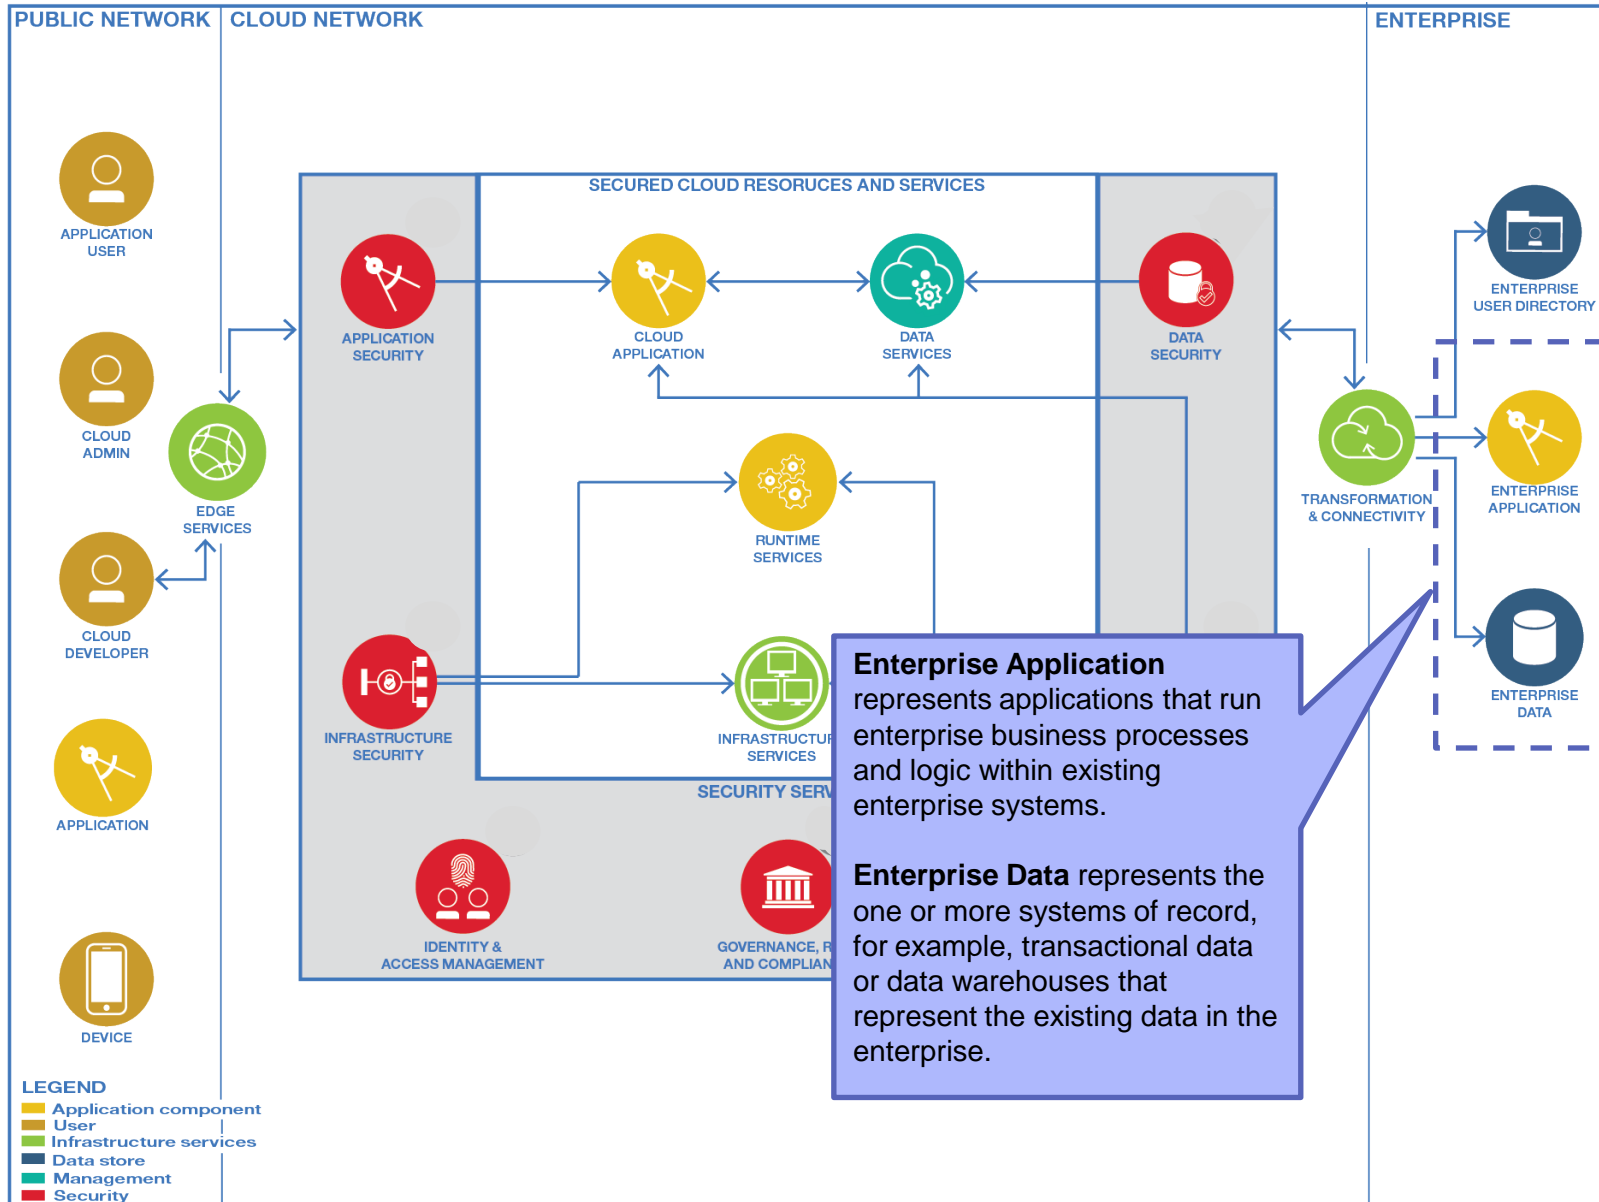 PUBLIC NETWORK
CLOUD NETWORK
ENTERPRISE
APPLICATION
USER
CLOUD
ADMIN
CLOUD
DEVELOPER
APPLICATION
DEVICE
EDGE
SERVICES
SECURED CLOUD RESORUCES AND SERVICES
APPLICATION
SECURITY
CLOUD
APPLICATION
DATA
SERVICES
DATA
SECURITY
RUNTIME
SERVICES
INFRASTRUCTURE
SECURITY
INFRASTRUCTUR
SERVICES
SECURITY SERV
IDENTITY &
ACCESS MANAGEMENT
GOVERNANCE, R
AND COMPLIAN
TRANSFORMATION
& CONNECTIVITY
ENTERPRISE
USER DIRECTORY
ENTERPRISE
APPLICATION
ENTERPRISE
DATA
Enterprise Application
represents applications that run
enterprise business processes
and logic within existing
enterprise systems.
Enterprise Data represents the
one or more systems of record,
for example, transactional data
or data warehouses that
represent the existing data in the
enterprise.
LEGEND
Application component
User
Infrastructure services
Data store
Management
Security